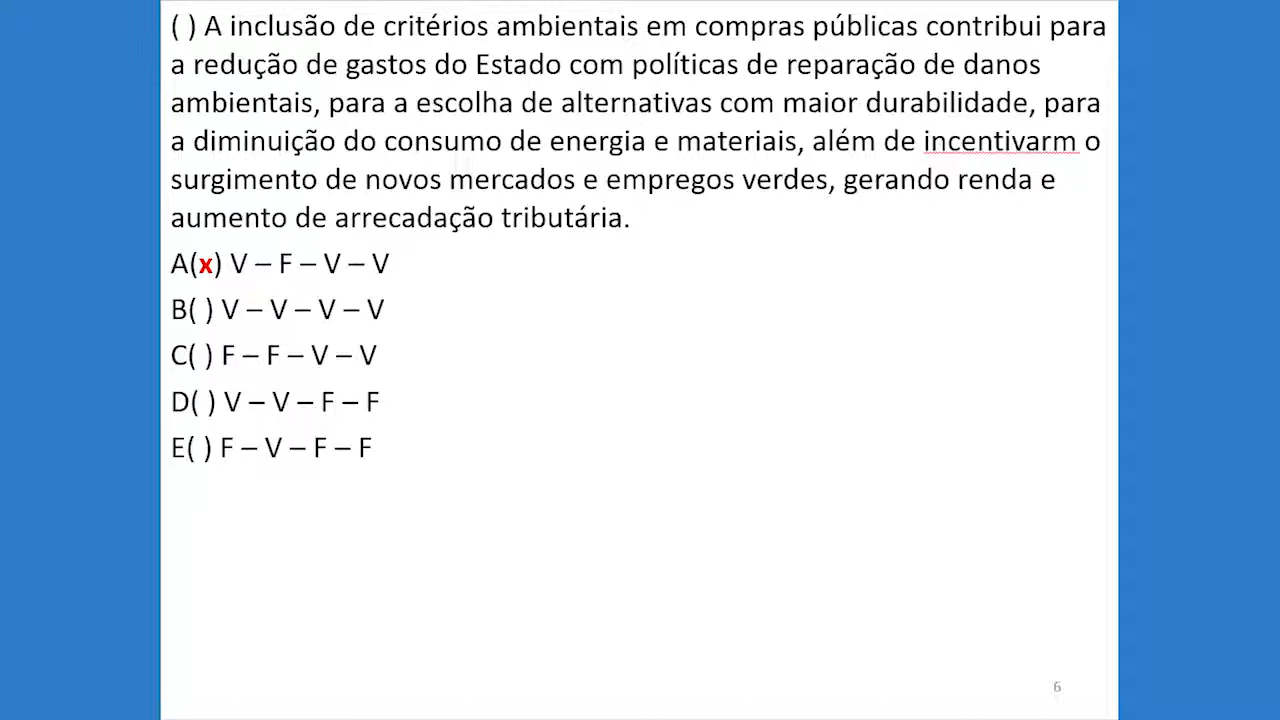 ( ) A inclusão de critérios ambientais em compras públicas contribui para
a redução de gastos do Estado com políticas de reparação de danos
ambientais, para a escolha de alternativas com maior durabilidade, para
a diminuição do consumo de energia e materiais, além de incentivarm o
surgimento de novos mercados e empregos verdes, gerando renda e
aumento de arrecadação tributária.
A(x) V – F – V – V
B( ) V – V – V – V
C( ) F – F – V – V
D( ) V – V – F – F
E( ) F – V – F – F
6